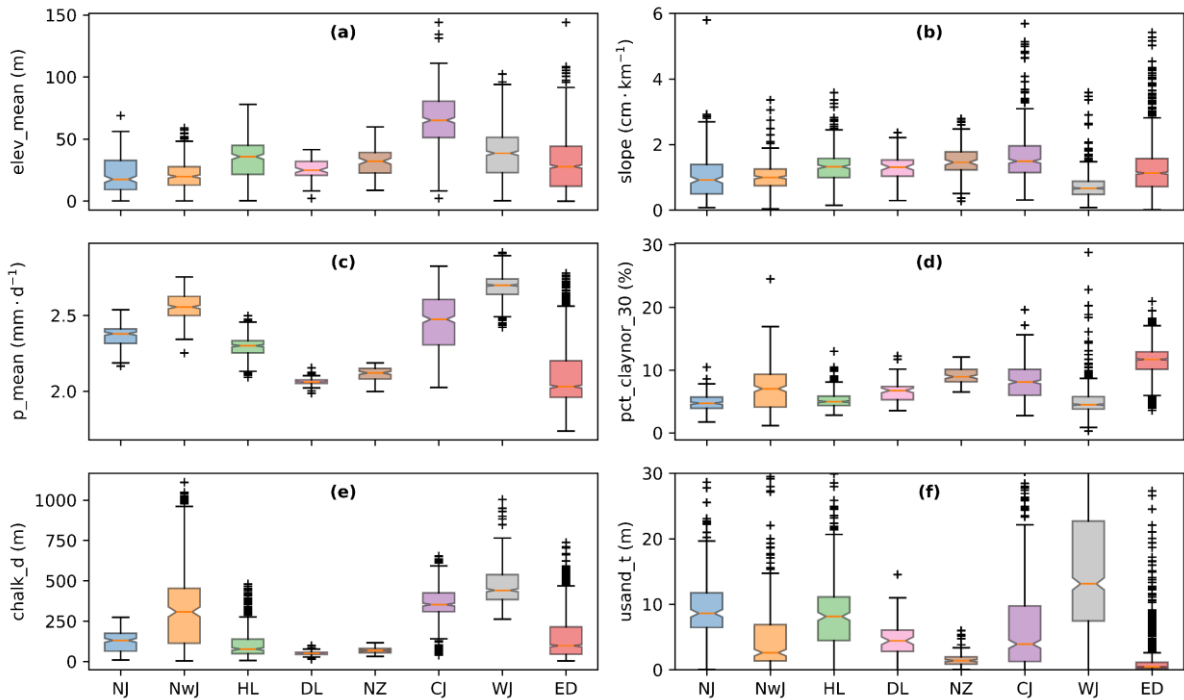 (a)
elev_mean (m)
150
100
50
0
(b)
slope (cm · km⁻¹)
6
4
2
0
(c)
p_mean (mm · d⁻¹)
2.5
2.0
(d)
pct_claynor_30 (%)
30
20
10
0
(e)
chalk_d (m)
1000
750
500
250
0
NJ NwJ HL DL NZ CJ WJ ED
(f)
usand_t (m)
30
20
10
0
NJ NwJ HL DL NZ CJ WJ ED